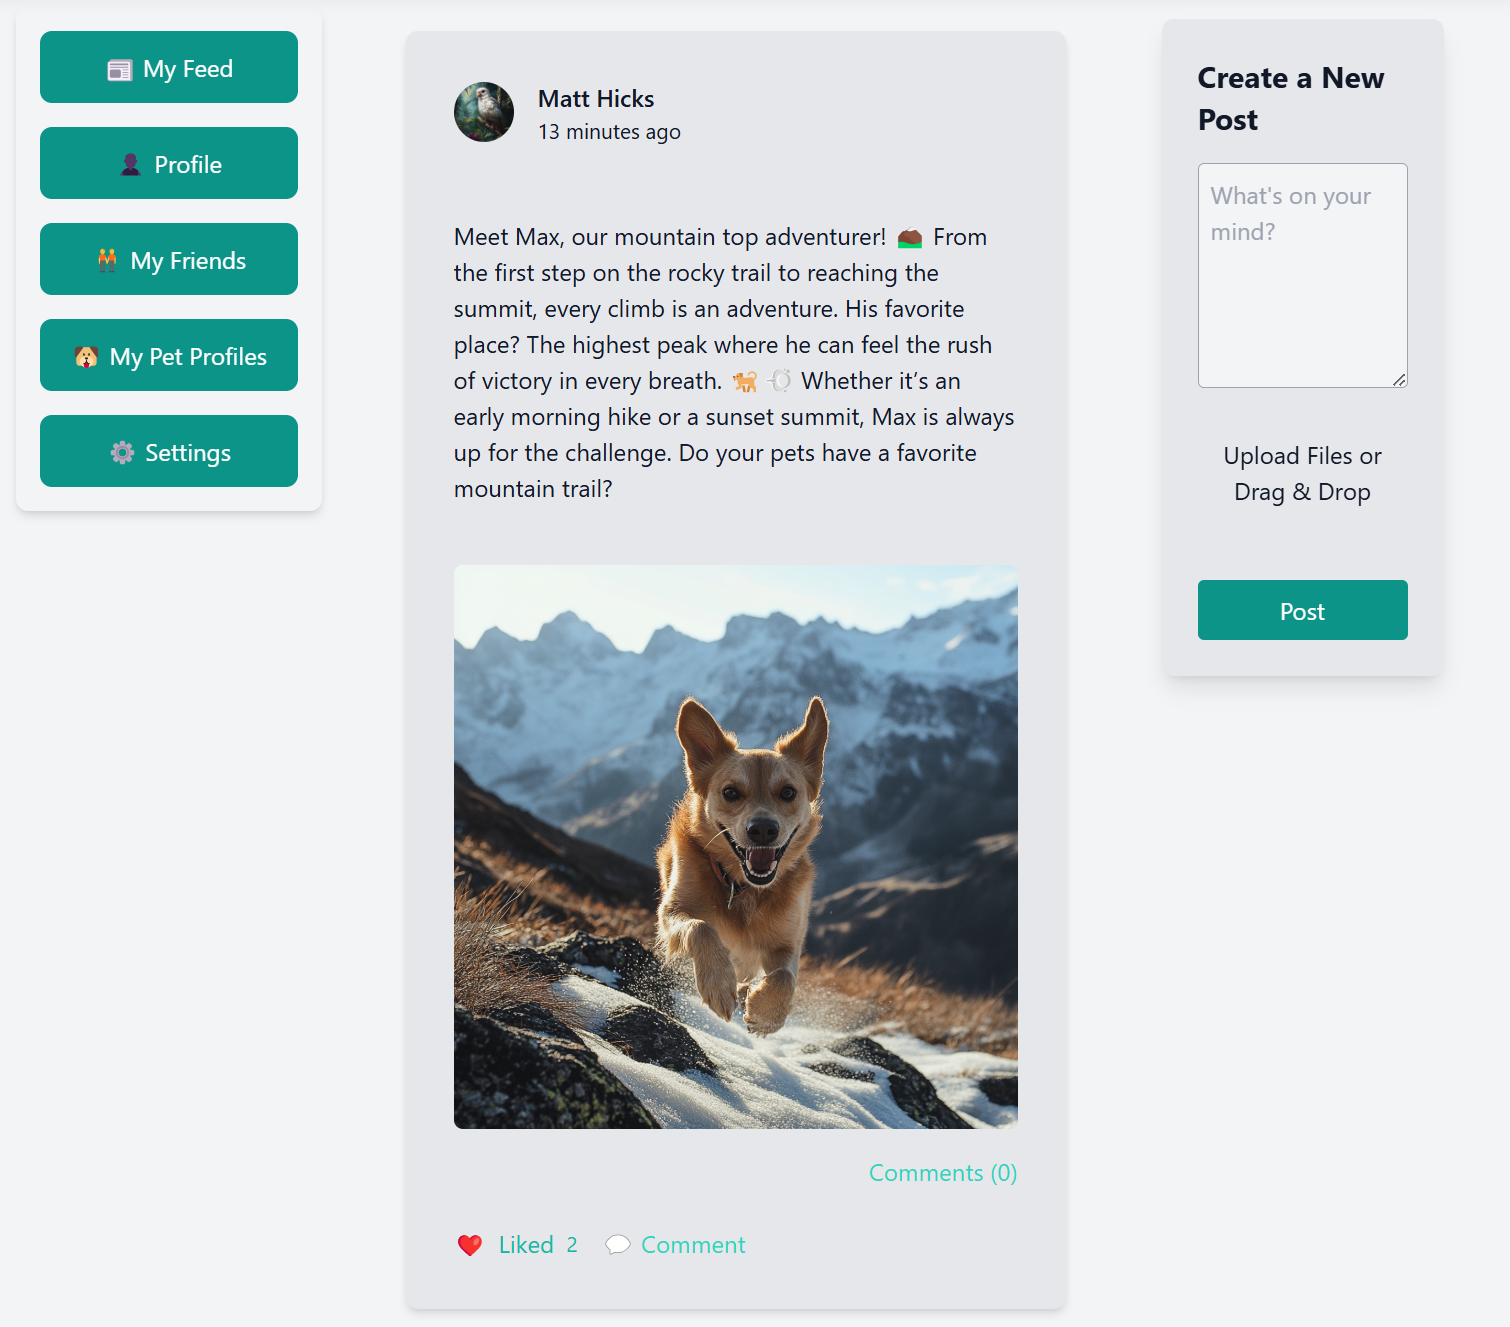 📰 My Feed
👤 Profile
🧑‍🤝‍🧑 My Friends
🐶 My Pet Profiles
⚙️ Settings
Matt Hicks
13 minutes ago
Meet Max, our mountain top adventurer! ⛰️ From
the first step on the rocky trail to reaching the
summit, every climb is an adventure. His favorite
place? The highest peak where he can feel the rush
of victory in every breath. 🐕 💨 Whether it’s an
early morning hike or a sunset summit, Max is always
up for the challenge. Do your pets have a favorite
mountain trail?
Comments (0)
❤️ Liked 2 💬 Comment
Create a New
Post
What's on your
mind?
Upload Files or
Drag & Drop
Post